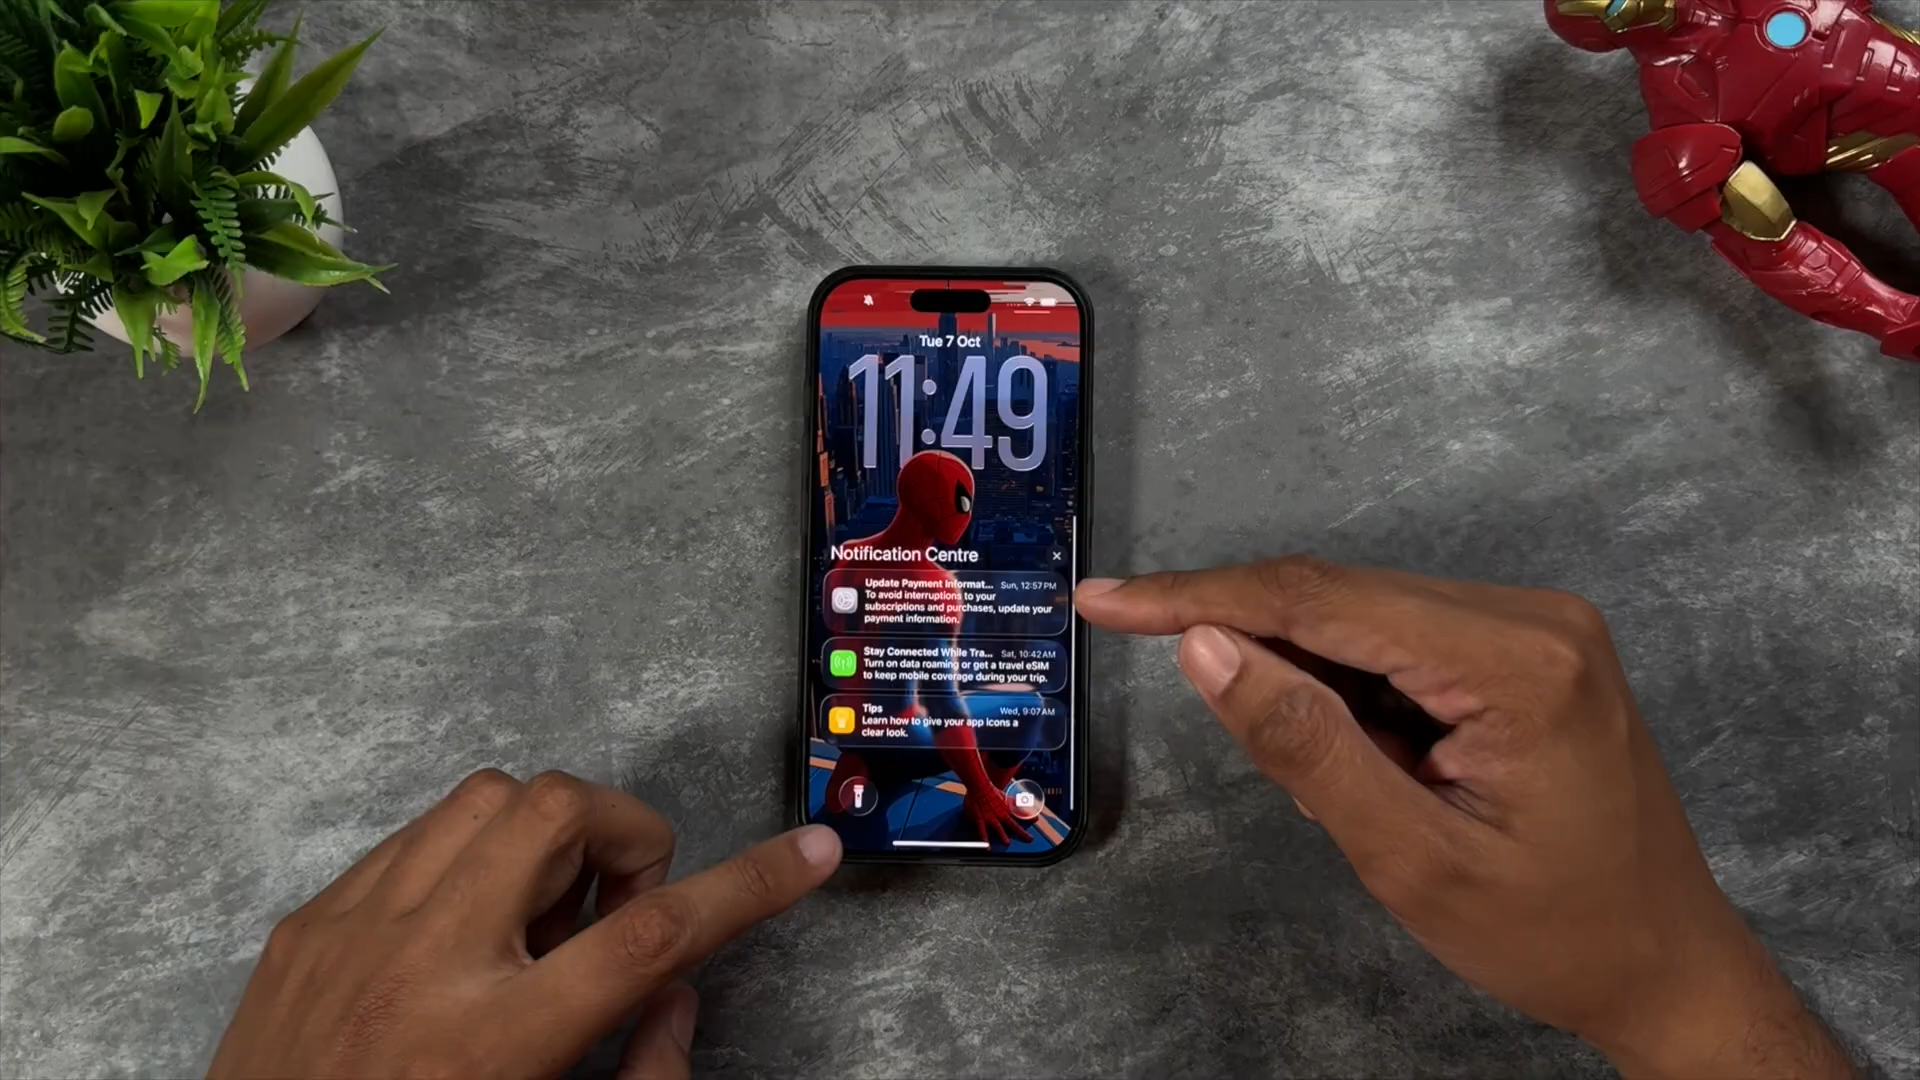 Tue 7 Oct
11:49
Notification Centre
Update Payment Informat... Sun, 12:57 PM
To avoid interruptions to your
subscriptions and purchases, update your
payment information.
Stay Connected While Tra... Sat, 10:42 AM
Turn on data roaming or get a travel eSIM
to keep mobile coverage during your trip.
Tips Wed, 9:07 AM
Learn how to give your app icons a
clear look.